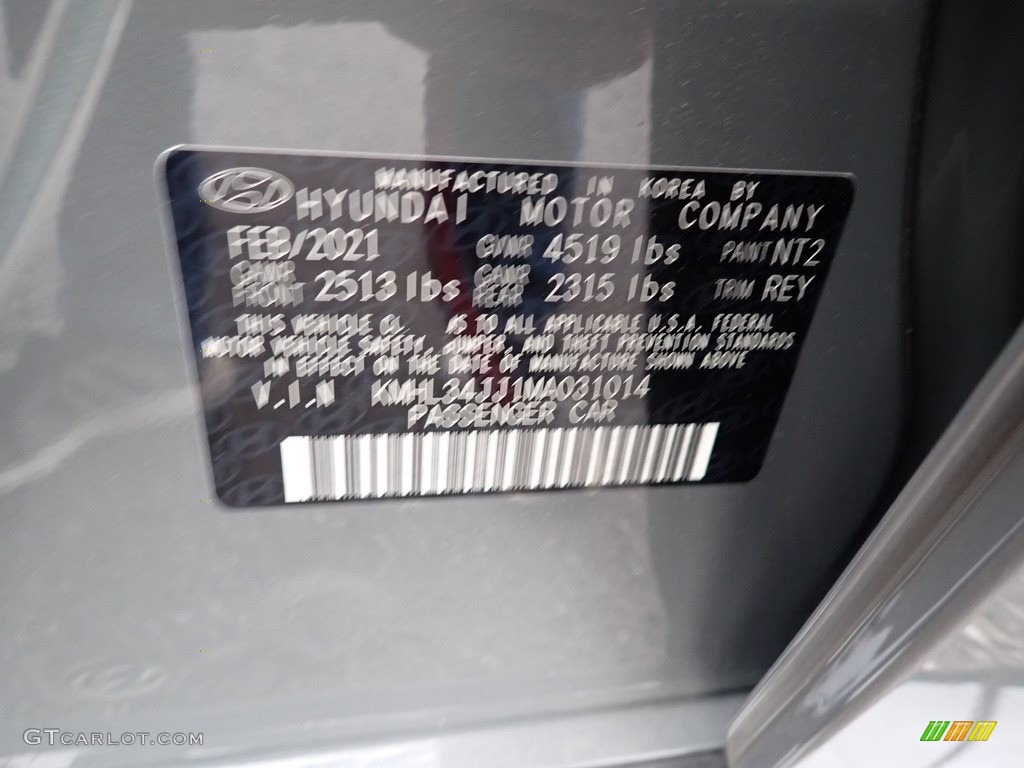 MANUFACTURED IN KOREA BY
HYUNDAI MOTOR COMPANY
FEB/2021 GVWR 4519 lbs PAINT NT2
GAWR FRONT 2513 lbs GAWR REAR 2315 lbs TRIM REY
THIS VEHICLE CONFORMS TO ALL APPLICABLE U.S.A. FEDERAL
MOTOR VEHICLE SAFETY, BUMPER, AND THEFT PREVENTION STANDARDS
IN EFFECT ON THE DATE OF MANUFACTURE SHOWN ABOVE.
V.I.N KMHL34JJ1MA031014
PASSENGER CAR
GTCARLOT.COM